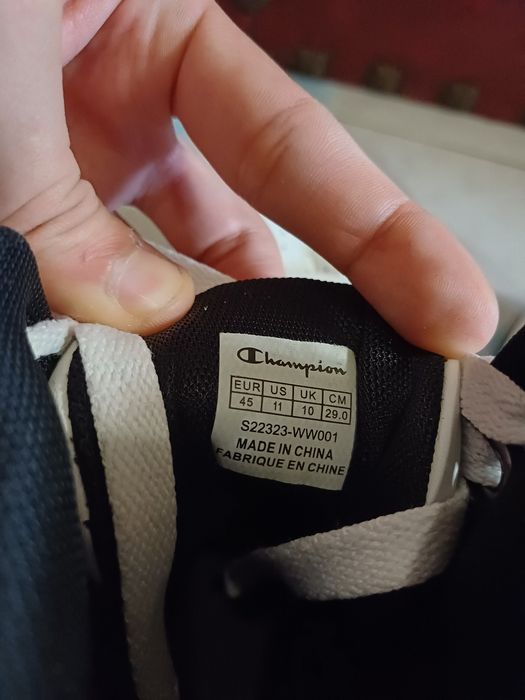 Champion
EUR US UK CM
45 11 10 29.0
S22323-WW001
MADE IN CHINA
FABRIQUE EN CHINE